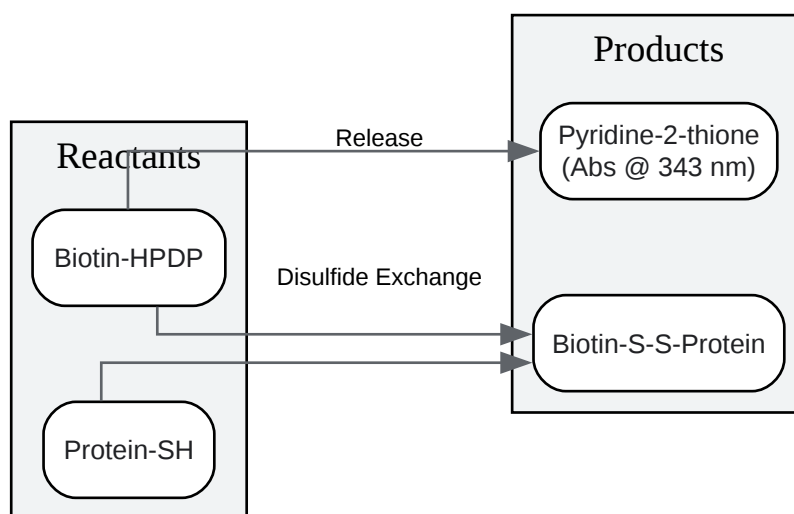 Products
Release
Pyridine-2-thione
(Abs @ 343 nm)
Reactants
Biotin-HPDP
Disulfide Exchange
Biotin-S-S-Protein
Protein-SH